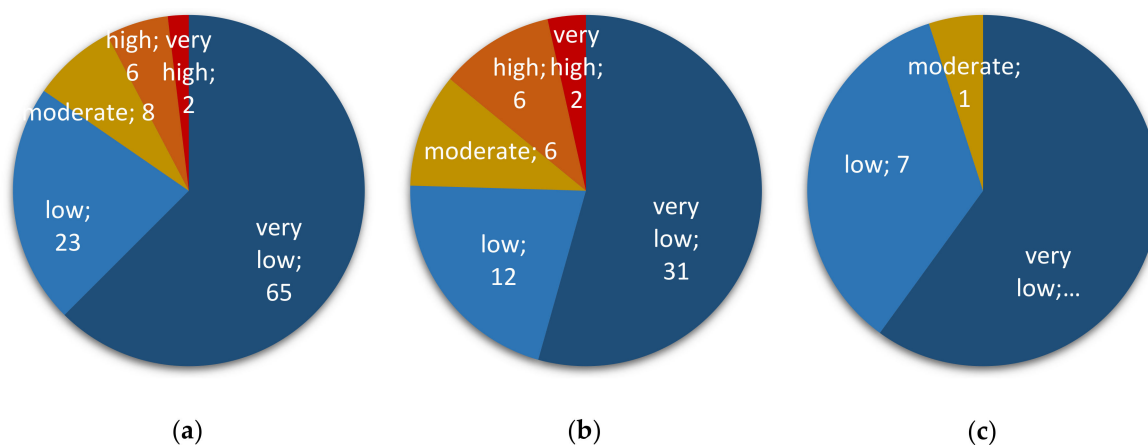 high;
6
very
high;
2
moderate; 8
low;
23
very
low;
65
(a)
very
high;
2
high;
6
moderate; 6
low;
12
very
low;
31
(b)
moderate;
1
low; 7
very
low;...
(c)